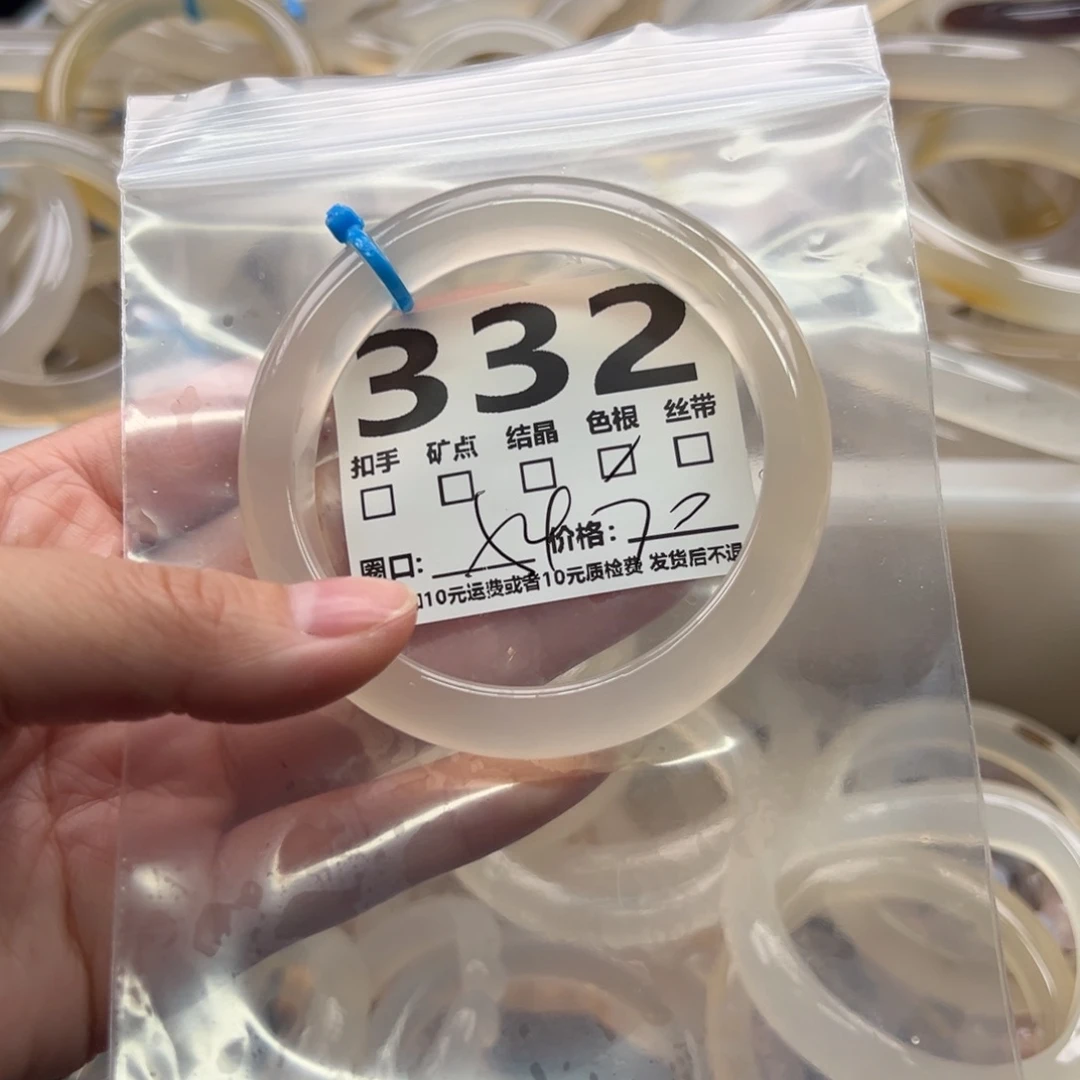 332
扣手 矿点 结晶 色根 丝带
圈口: 价格: 72
10元运费或者10元质检费 发货后不退